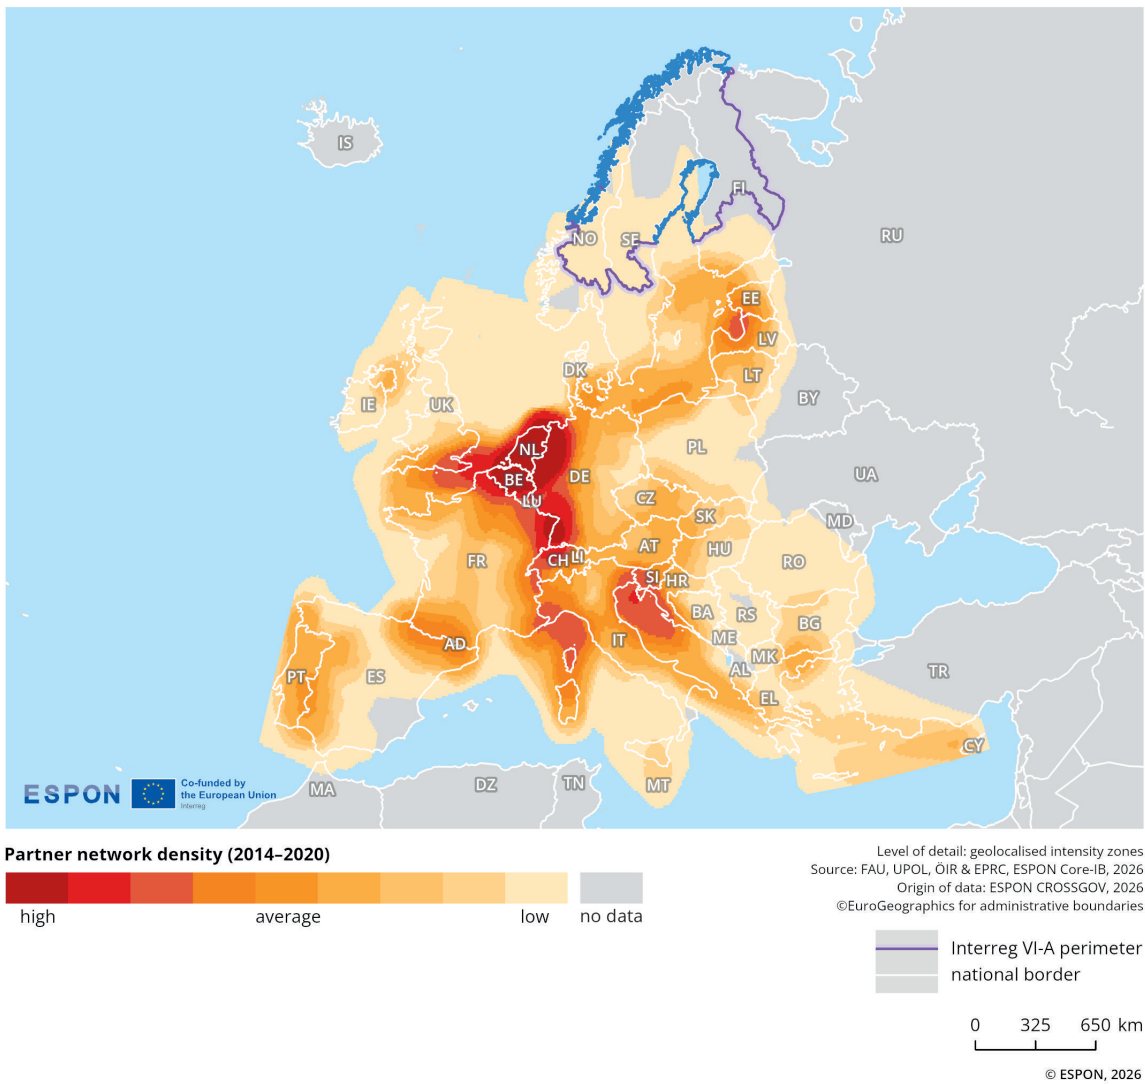 IS
FI
NO
SE
RU
EE
LV
DK
LT
BY
IE
UK
NL
PL
BE
DE
UA
LU
CZ
SK
MD
AT
HU
FR
CH
LI
RO
SI
HR
BA
RS
BG
IT
ME
AD
MK
AL
PT
ES
TR
EL
CY
MA
DZ
TN
MT
ESPON
Co-funded by
the European Union
Interreg
Partner network density (2014–2020)
high
average
low
no data
Level of detail: geolocalised intensity zones
Source: FAU, UPOL, ÖIR & EPRC, ESPON Core-IB, 2026
Origin of data: ESPON CROSSGOV, 2026
©EuroGeographics for administrative boundaries
Interreg VI-A perimeter
national border
0 325 650 km
© ESPON, 2026